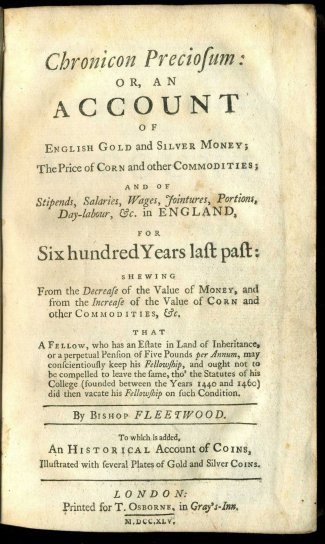 Chronicon Precioſum:
OR, AN
ACCOUNT
OF
ENGLISH GOLD and SILVER MONEY;
The Price of CORN and other COMMODITIES;
AND OF
Stipends, Salaries, Wages, Jointures, Portions,
Day-labour, &c. in ENGLAND,
FOR
Six hundred Years laſt paſt:
SHEWING
From the Decreaſe of the Value of MONEY, and
from the Increaſe of the Value of CORN and
other COMMODITIES, &c.
THAT
A FELLOW, who has an Eſtate in Land of Inheritance,
or a perpetual Penſion of Five Pounds per Annum, may
conſcientiouſly keep his Fellowſhip, and ought not to
be compelled to leave the ſame, tho' the Statutes of his
College (founded between the Years 1440 and 1460)
did then vacate his Fellowſhip on ſuch Condition.
By BISHOP FLEETWOOD.
To which is added,
An HISTORICAL Account of COINS,
Illuſtrated with ſeveral Plates of Gold and Silver COINS.
LONDON:
Printed for T. OSBORNE, in Gray's-Inn.
M.DCC.XLV.